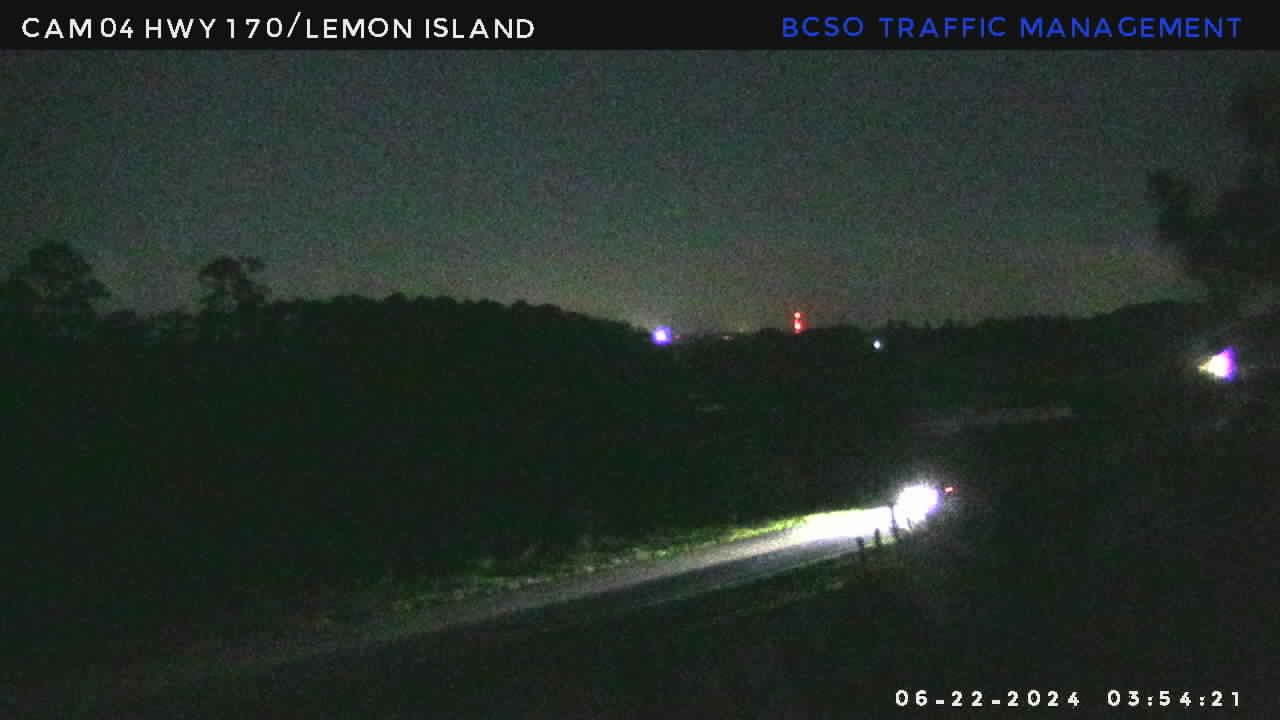 CAM04 HWY 170/LEMON ISLAND
BCSO TRAFFIC MANAGEMENT
06-22-2024 03:54:21